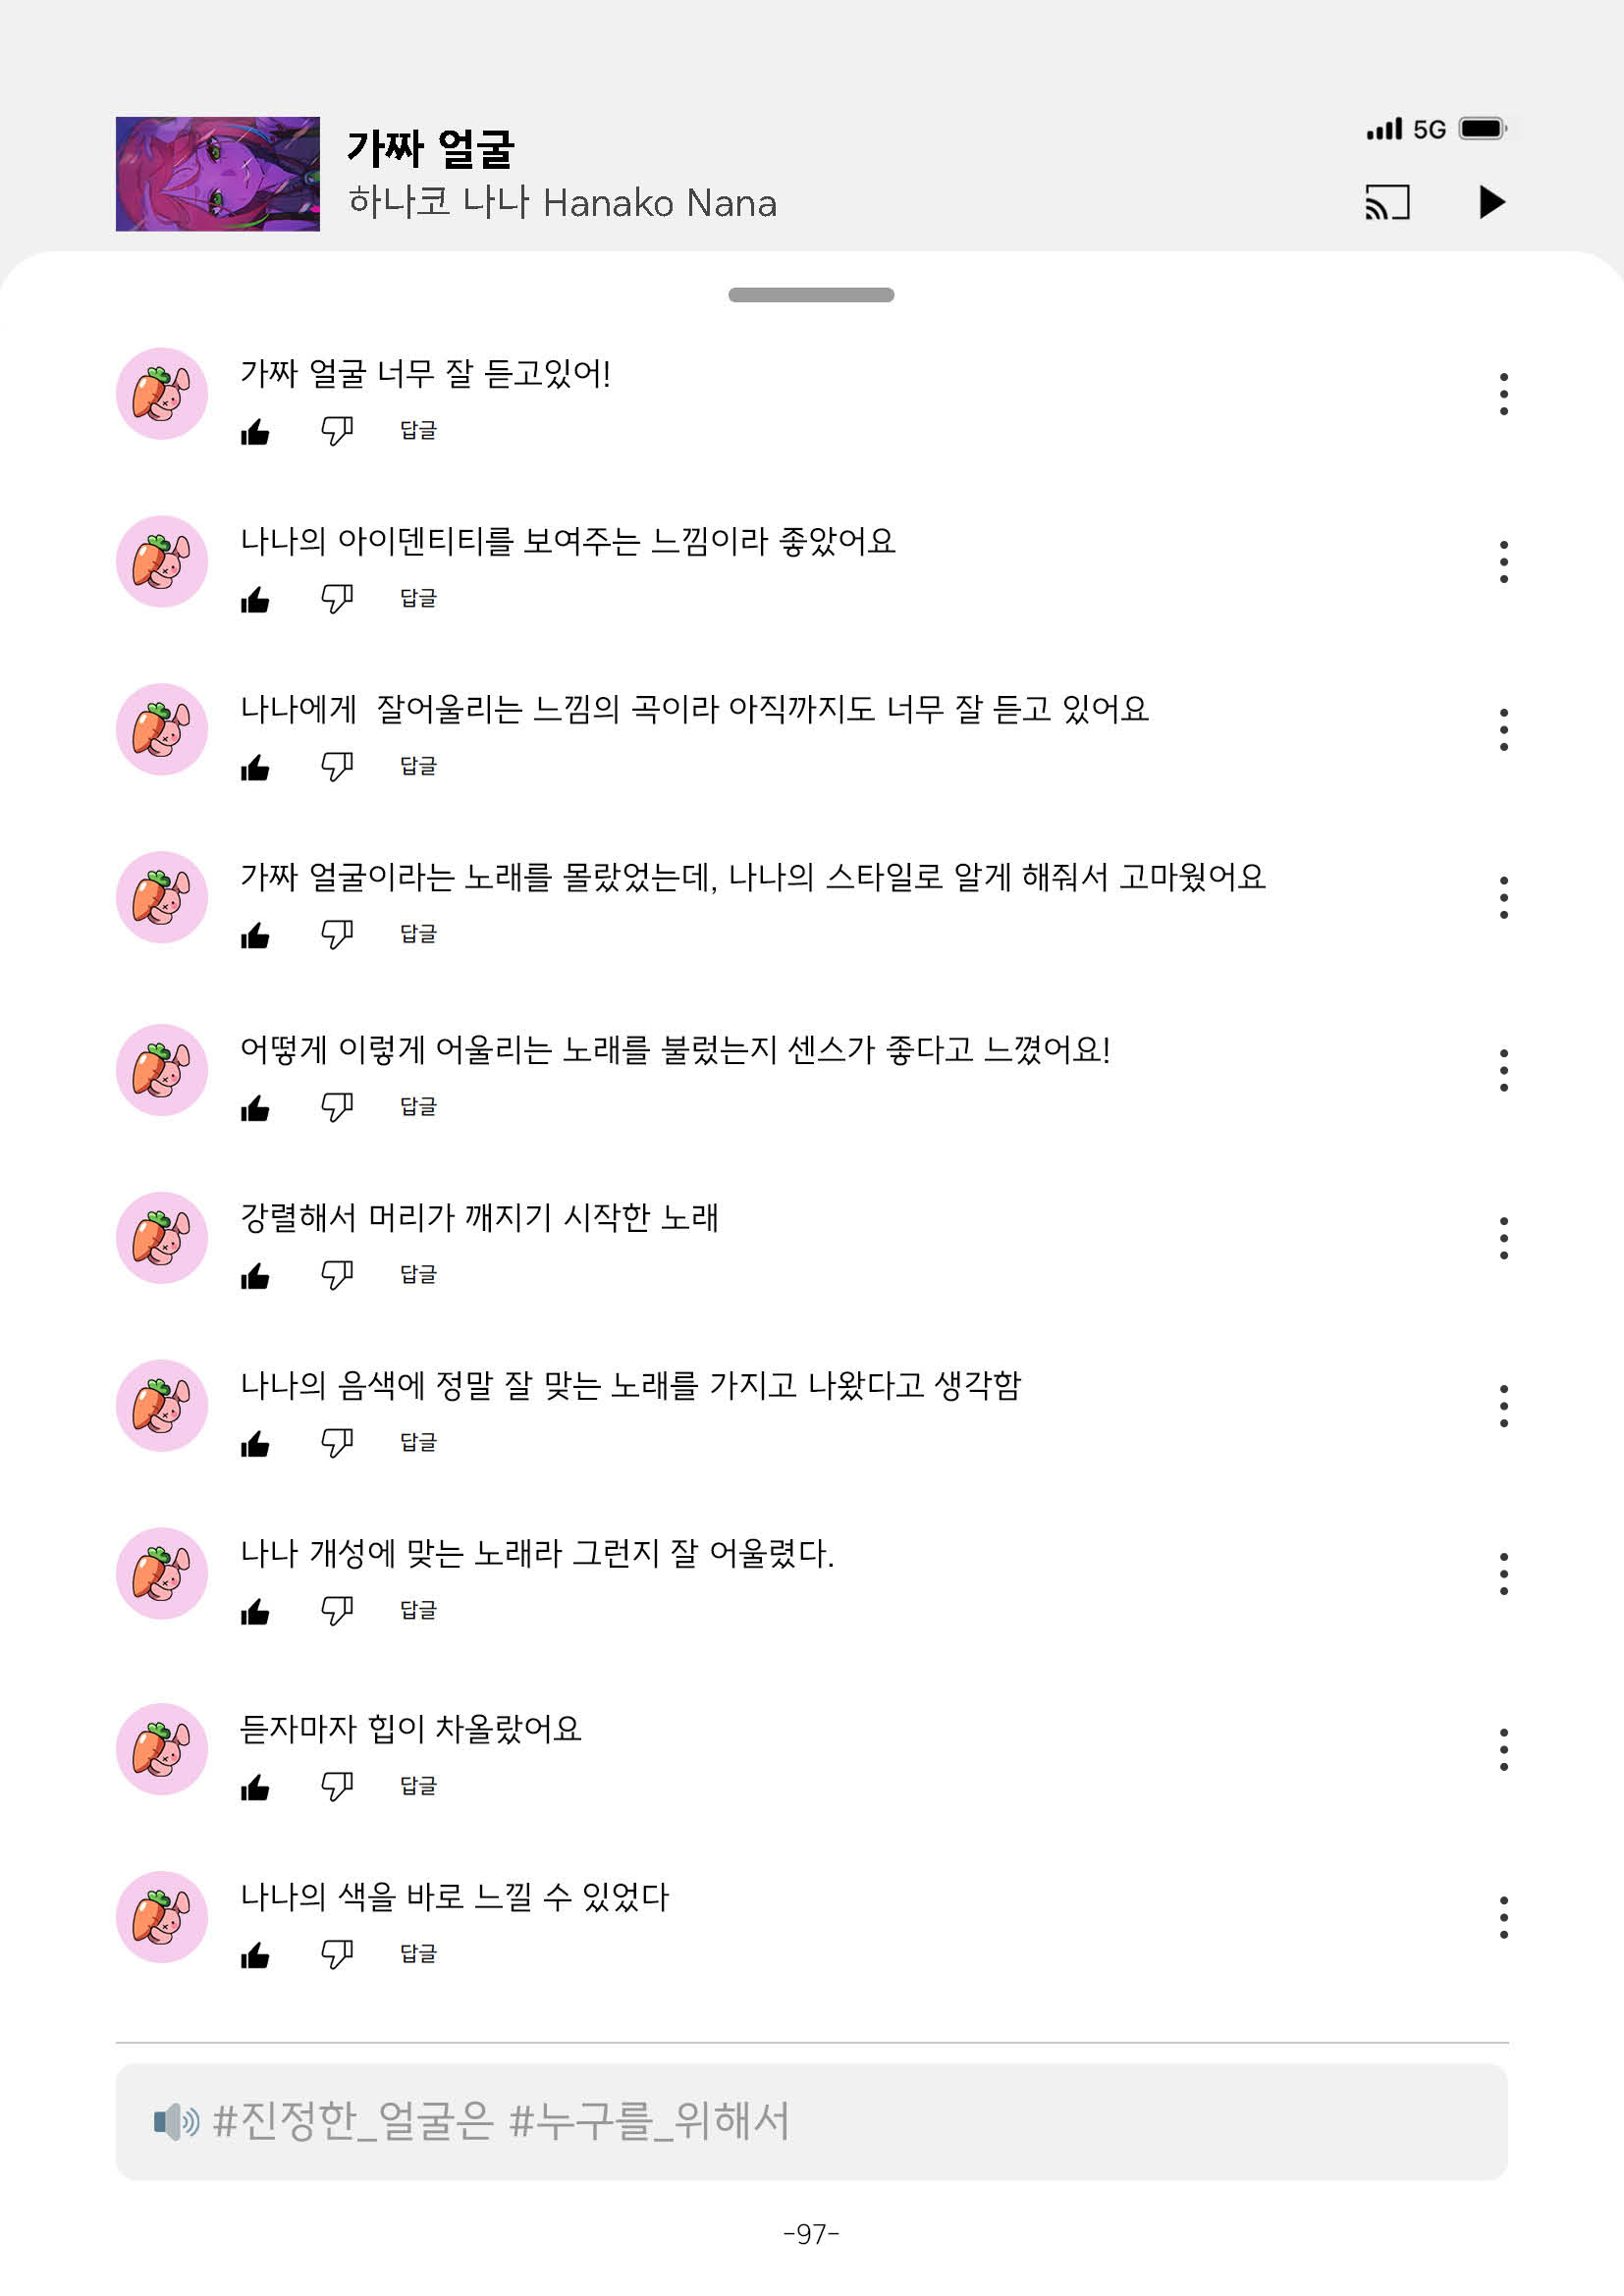 가짜 얼굴
하나코 나나 Hanako Nana
5G
가짜 얼굴 너무 잘 듣고있어!
답글
나나의 아이덴티티를 보여주는 느낌이라 좋았어요
답글
나나에게  잘어울리는 느낌의 곡이라 아직까지도 너무 잘 듣고 있어요
답글
가짜 얼굴이라는 노래를 몰랐었는데, 나나의 스타일로 알게 해줘서 고마웠어요
답글
어떻게 이렇게 어울리는 노래를 불렀는지 센스가 좋다고 느꼈어요!
답글
강렬해서 머리가 깨지기 시작한 노래
답글
나나의 음색에 정말 잘 맞는 노래를 가지고 나왔다고 생각함
답글
나나 개성에 맞는 노래라 그런지 잘 어울렸다.
답글
듣자마자 힙이 차올랐어요
답글
나나의 색을 바로 느낄 수 있었다
답글
#진정한_얼굴은 #누구를_위해서
-97-